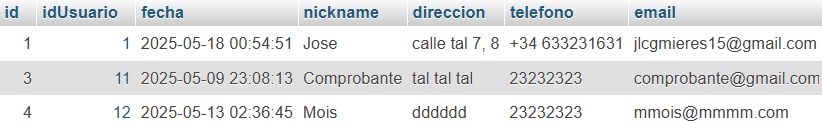 id idUsuario fecha nickname direccion telefono email
1 1 2025-05-18 00:54:51 Jose calle tal 7, 8 +34 633231631 jlcgmieres15@gmail.com
3 11 2025-05-09 23:08:13 Comprobante tal tal tal 23232323 comprobante@gmail.com
4 12 2025-05-13 02:36:45 Mois dddddd 23232323 mmois@mmmm.com